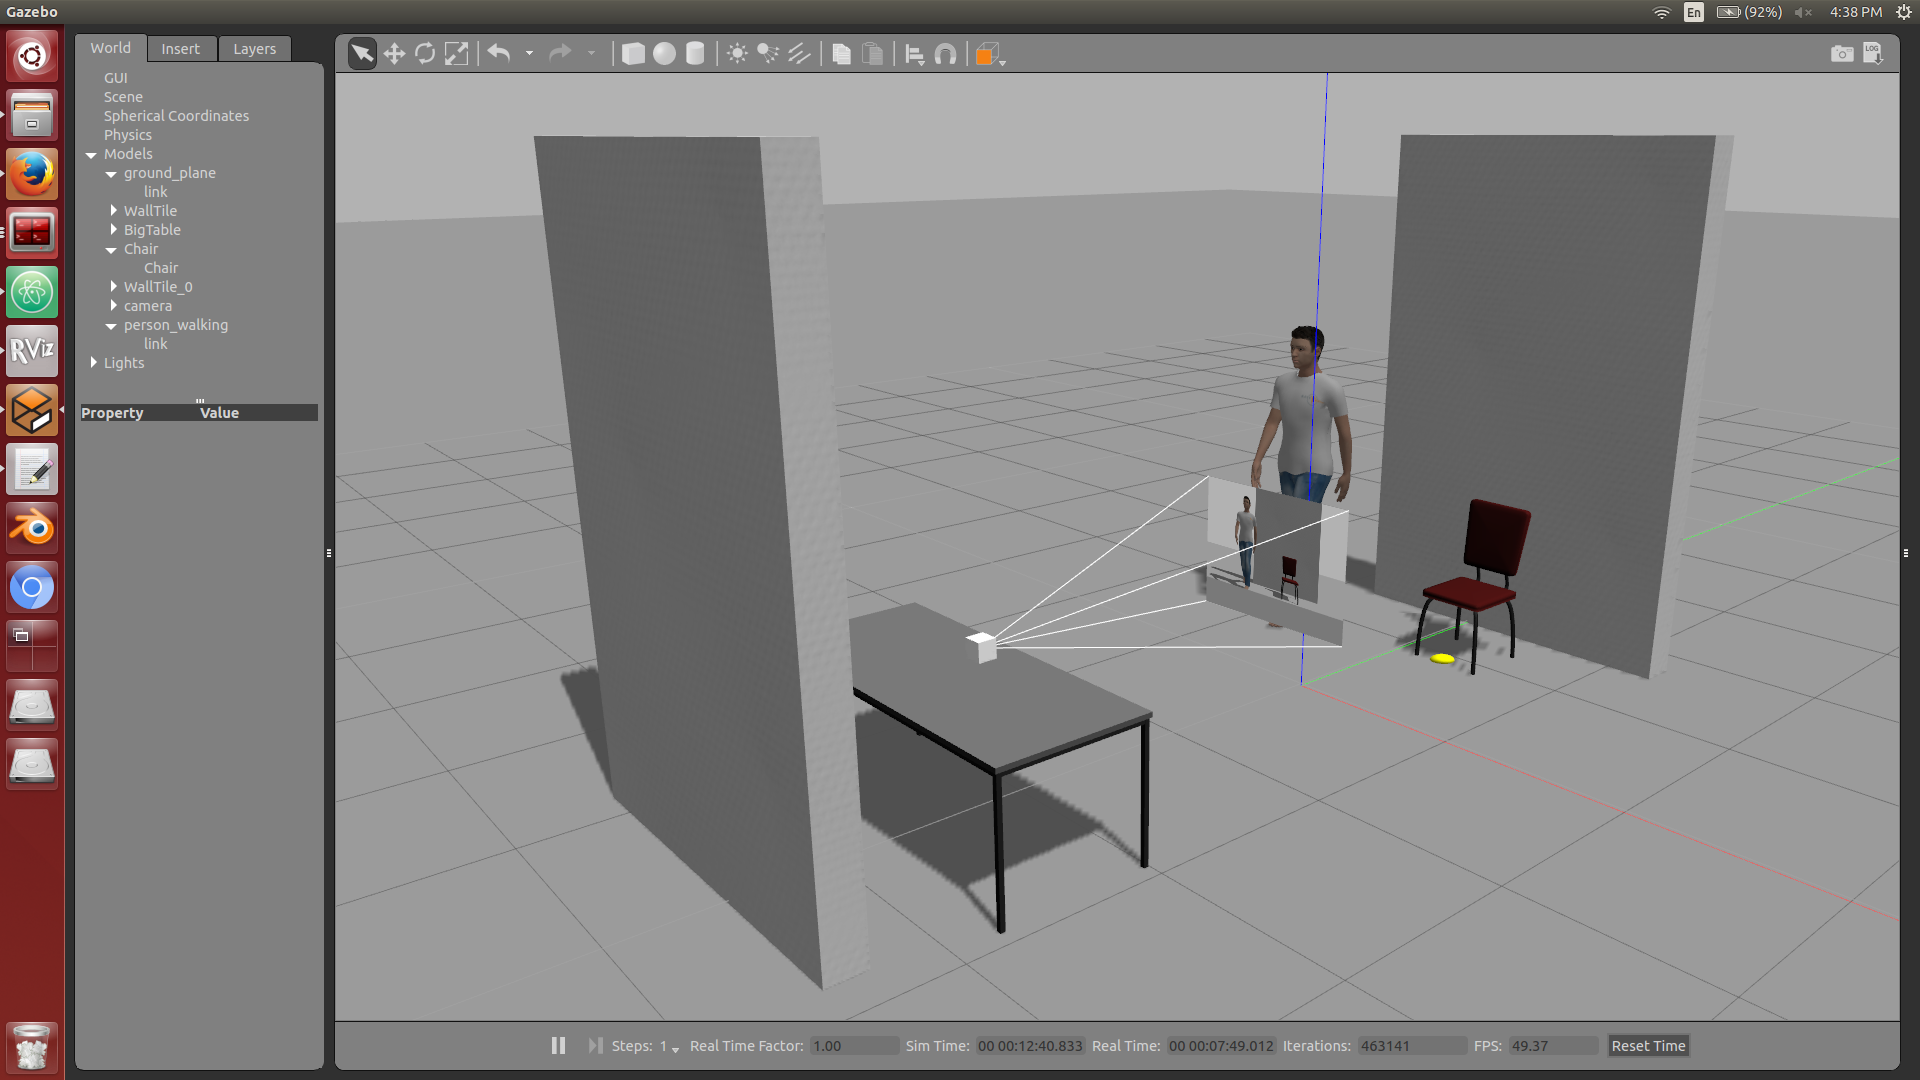 Gazebo
En
(92%)
4:38 PM
World
Insert
Layers
GUI
Scene
Spherical Coordinates
Physics
Models
ground_plane
link
WallTile
BigTable
Chair
Chair
WallTile_0
camera
person_walking
link
Lights
Property
Value
LOG
RViz
Steps: 1
Real Time Factor: 1.00
Sim Time: 00 00:12:40.833
Real Time: 00 00:07:49.012
Iterations: 463141
FPS: 49.37
Reset Time